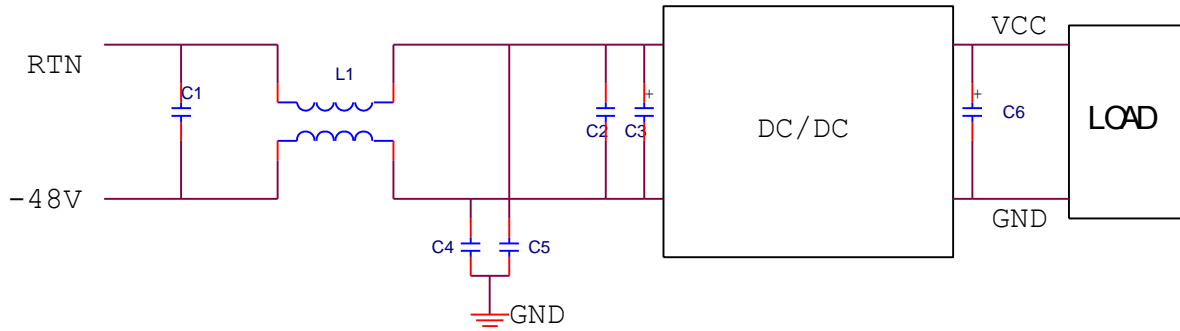 VCC
RTN
L1
C1
+
+
C2
C3
DC/DC
C6
LOAD
-48V
GND
C4
C5
GND